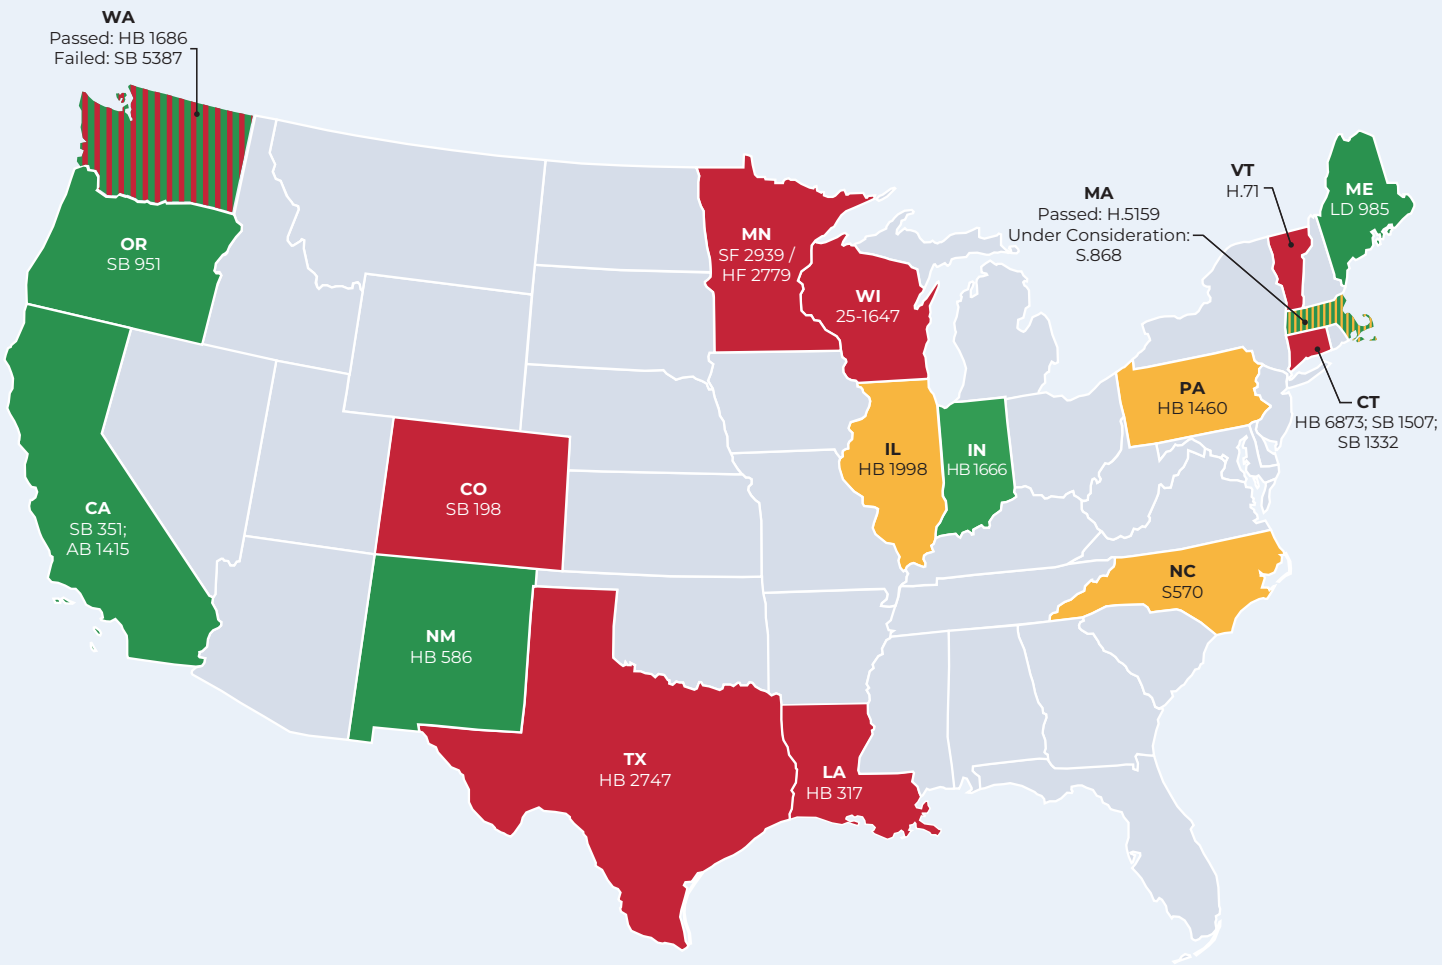 WA
Passed: HB 1686
Failed: SB 5387
OR
SB 951
CA
SB 351;
AB 1415
CO
SB 198
NM
HB 586
TX
HB 2747
LA
HB 317
MN
SF 2939 /
HF 2779
WI
25-1647
IL
HB 1998
IN
HB 1666
MA
Passed: H.5159
Under Consideration:
S.868
VT
H.71
ME
LD 985
PA
HB 1460
CT
HB 6873; SB 1507;
SB 1332
NC
S570